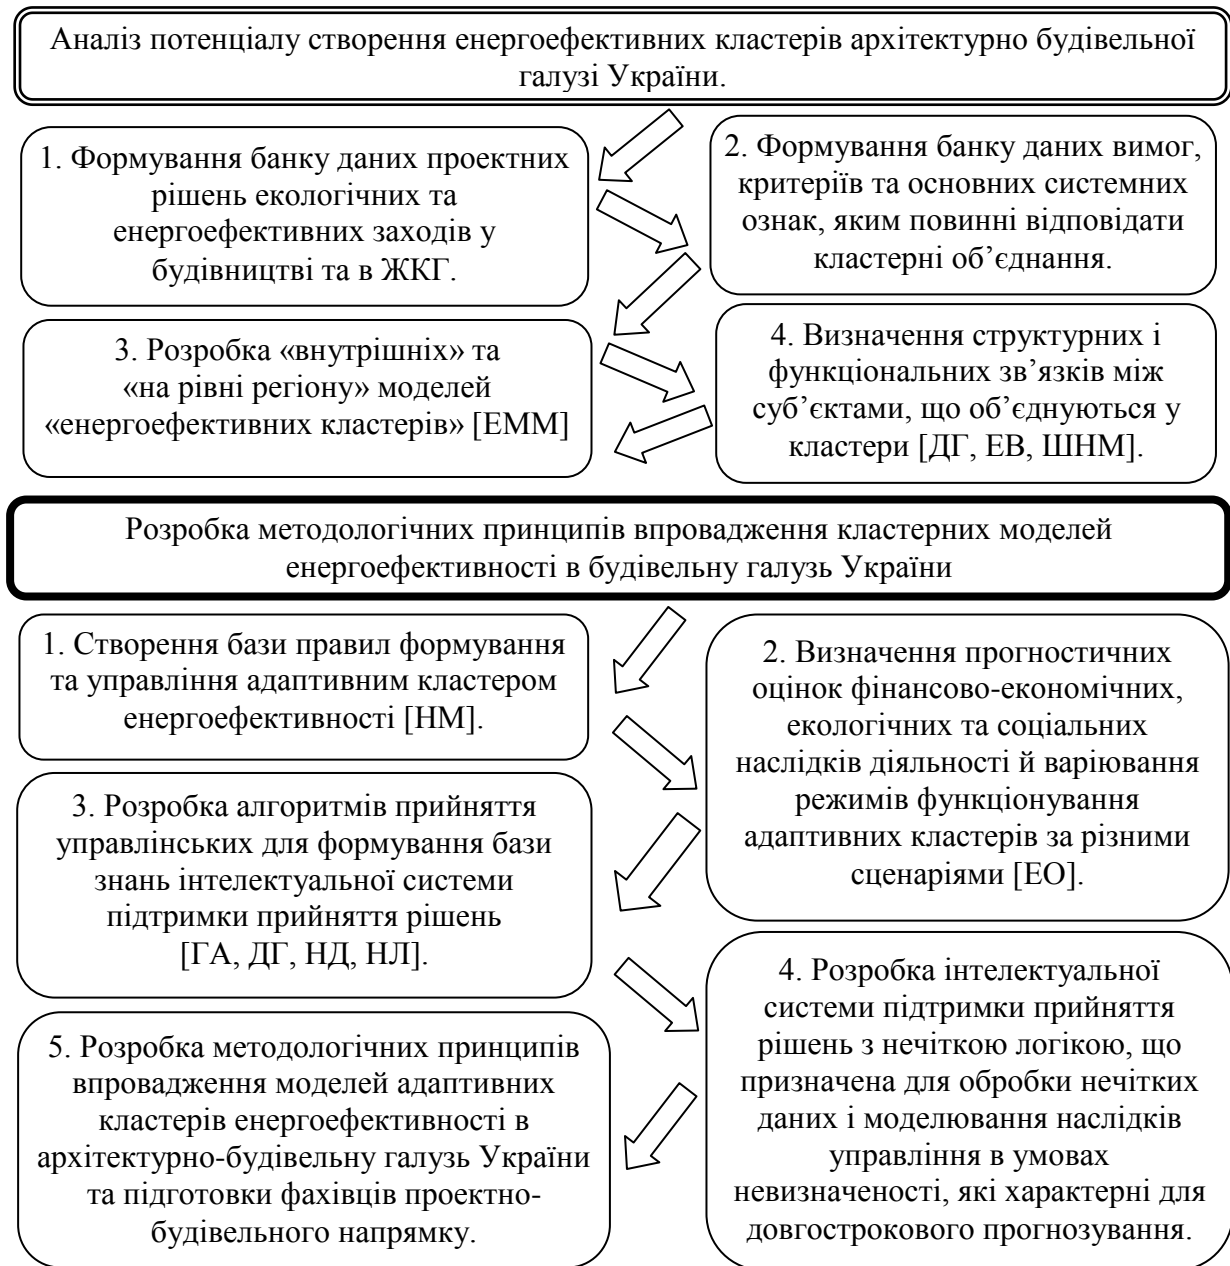 Аналіз потенціалу створення енергоефективних кластерів архітектурно будівельної
галузі України.
1. Формування банку даних проектних
рішень екологічних та
енергоефективних заходів у
будівництві та в ЖКГ.
2. Формування банку даних вимог,
критеріїв та основних системних
ознак, яким повинні відповідати
кластерні об’єднання.
3. Розробка «внутрішніх» та
«на рівні регіону» моделей
«енергоефективних кластерів» [ЕММ]
4. Визначення структурних і
функціональних зв’язків між
суб’єктами, що об’єднуються у
кластери [ДГ, ЕВ, ШНМ].
Розробка методологічних принципів впровадження кластерних моделей
енергоефективності в будівельну галузь України
1. Створення бази правил формування
та управління адаптивним кластером
енергоефективності [НМ].
2. Визначення прогностичних
оцінок фінансово-економічних,
екологічних та соціальних
наслідків діяльності й варіювання
режимів функціонування
адаптивних кластерів за різними
сценаріями [ЕО].
3. Розробка алгоритмів прийняття
управлінських для формування бази
знань інтелектуальної системи
підтримки прийняття рішень
[ГА, ДГ, НД, НЛ].
4. Розробка інтелектуальної
системи підтримки прийняття
рішень з нечіткою логікою, що
призначена для обробки нечітких
даних і моделювання наслідків
управління в умовах
невизначеності, які характерні для
довгострокового прогнозування.
5. Розробка методологічних принципів
впровадження моделей адаптивних
кластерів енергоефективності в
архітектурно-будівельну галузь України
та підготовки фахівців проектно-
будівельного напрямку.